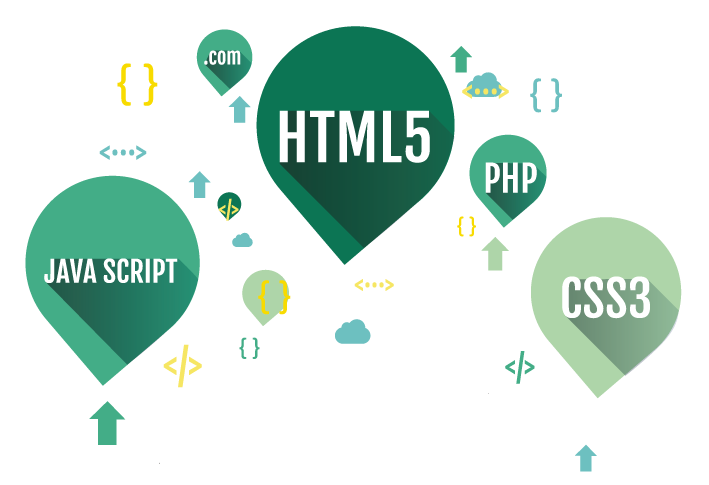 .com
HTML5
{ }
{ }
<····>
<···>
PHP
</>
{ }
JAVA SCRIPT
CSS3
{ }
<···>
{ }
</>
</>